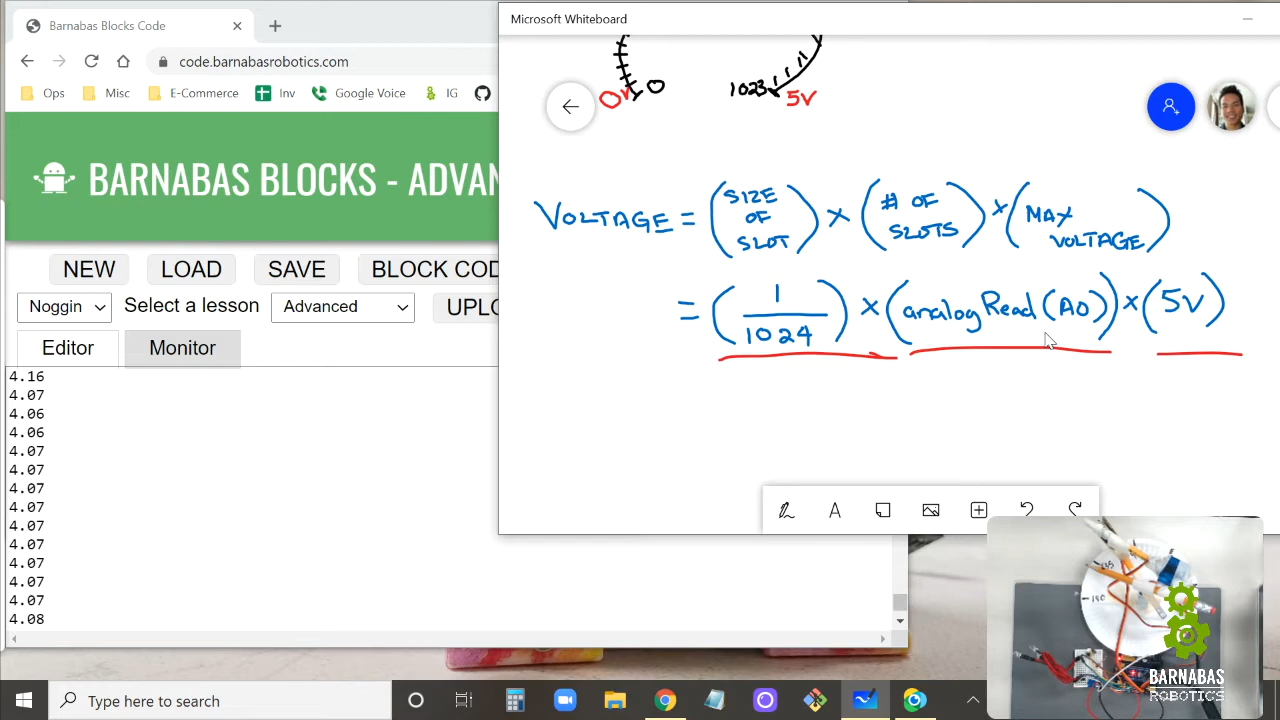 Barnabas Blocks Code
code.barnabasrobotics.com
Ops
Misc
E-Commerce
Inv
Google Voice
IG
BARNABAS BLOCKS - ADVAN
NEW
LOAD
SAVE
BLOCK COD
Noggin
Select a lesson
Advanced
UPLO
Editor
Monitor
4.16
4.07
4.06
4.06
4.07
4.07
4.07
4.07
4.07
4.07
4.07
4.07
4.07
4.08
Microsoft Whiteboard
0V 0
1023 5V
VOLTAGE = (SIZE OF SLOT) × (# OF SLOTS) × (MAX VOLTAGE)
= (1/1024) × (analogRead(A0)) × (5V)
A
BARNABAS
ROBOTICS
Type here to search